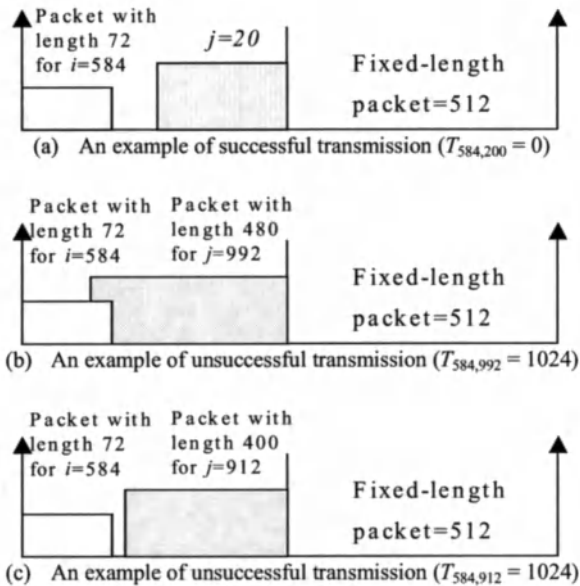 Packet with
length 72
for i=584
j=20
Fixed-length
packet=512
(a) An example of successful transmission (T584,200 = 0)
Packet with
length 72
for i=584
Packet with
length 480
for j=992
Fixed-length
packet=512
(b) An example of unsuccessful transmission (T584,992 = 1024)
Packet with
length 72
for i=584
Packet with
length 400
for j=912
Fixed-length
packet=512
(c) An example of unsuccessful transmission (T584,912 = 1024)